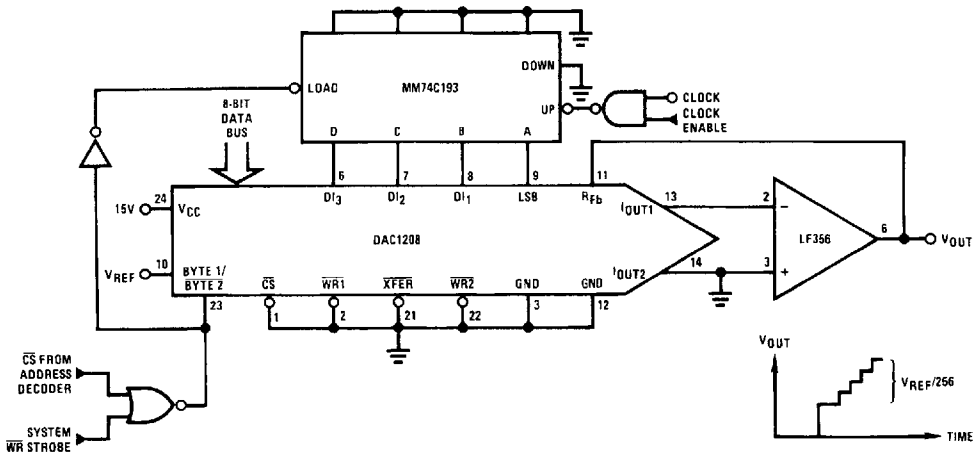 LOAD
MM74C193
DOWN
UP
D
C
B
A
CLOCK
CLOCK
ENABLE
8-BIT
DATA
BUS
6
7
8
9
11
DI3
DI2
DI1
LSB
RFb
15V
24
VCC
DAC1208
IOUT1
13
2
−
LF356
6
VOUT
VREF
10
BYTE 1/
BYTE 2
23
IOUT2
14
3
+
CS
WR1
XFER
WR2
GND
GND
1
2
21
22
3
12
CS FROM
ADDRESS
DECODER
SYSTEM
WR STROBE
VOUT
VREF/256
TIME